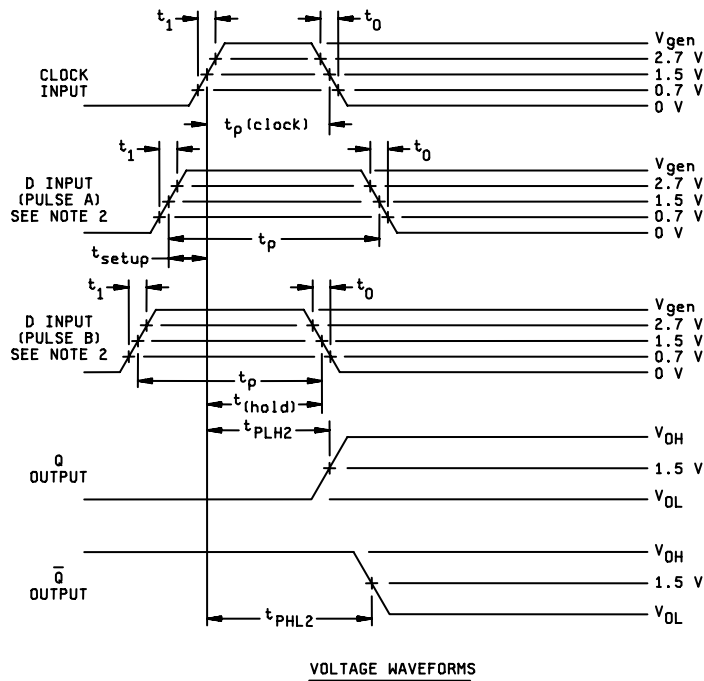 t1 t0
CLOCK INPUT
Vgen
2.7 V
1.5 V
0.7 V
0 V
tp(clock)
t1 t0
D INPUT
(PULSE A)
SEE NOTE 2
Vgen
2.7 V
1.5 V
0.7 V
0 V
tp
tsetup
t1 t0
D INPUT
(PULSE B)
SEE NOTE 2
Vgen
2.7 V
1.5 V
0.7 V
0 V
tp
t(hold)
tPLH2
Q
OUTPUT
VOH
1.5 V
VOL
Q̅
OUTPUT
VOH
1.5 V
VOL
tPHL2
VOLTAGE WAVEFORMS